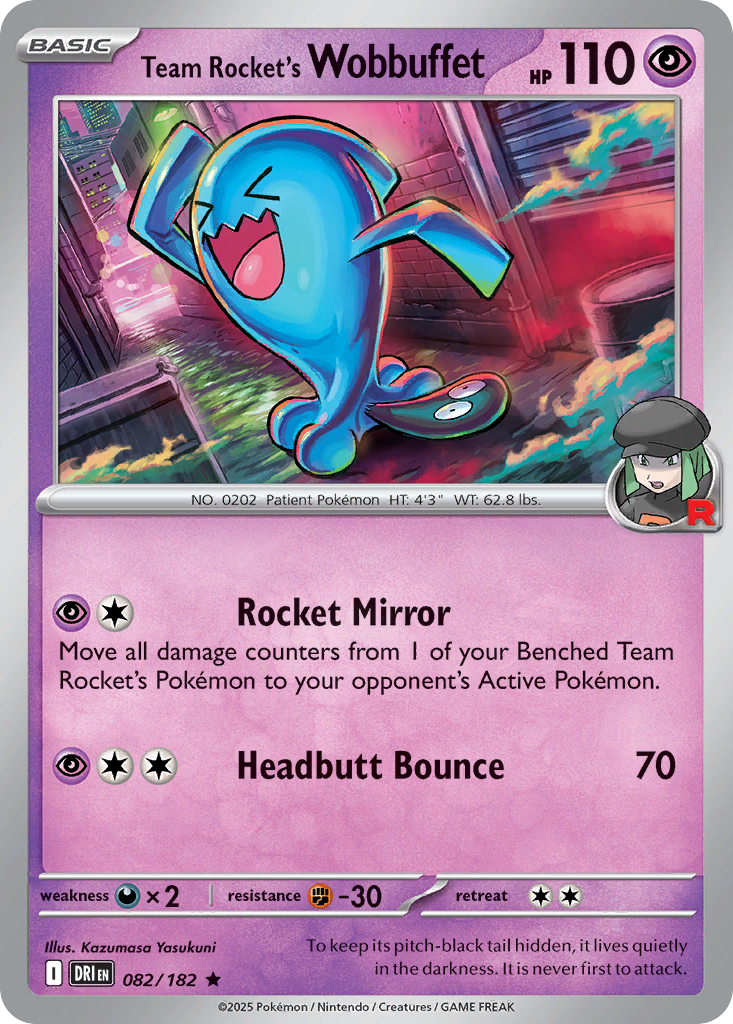 BASIC
Team Rocket's Wobbuffet HP 110
NO. 0202 Patient Pokémon HT: 4'3" WT: 62.8 lbs.
R
Rocket Mirror
Move all damage counters from 1 of your Benched Team
Rocket's Pokémon to your opponent's Active Pokémon.
Headbutt Bounce 70
weakness ×2 resistance -30 retreat
Illus. Kazumasa Yasukuni
To keep its pitch-black tail hidden, it lives quietly
in the darkness. It is never first to attack.
I DRI EN 082/182
©2025 Pokémon / Nintendo / Creatures / GAME FREAK